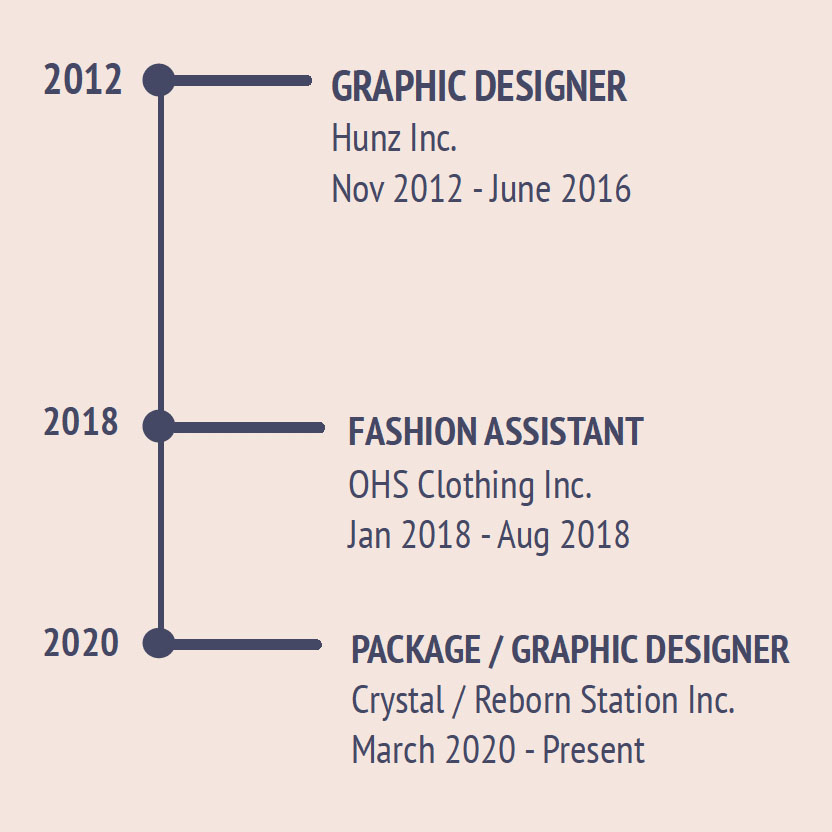 2012
GRAPHIC DESIGNER
Hunz Inc.
Nov 2012 - June 2016
2018
FASHION ASSISTANT
OHS Clothing Inc.
Jan 2018 - Aug 2018
2020
PACKAGE / GRAPHIC DESIGNER
Crystal / Reborn Station Inc.
March 2020 - Present